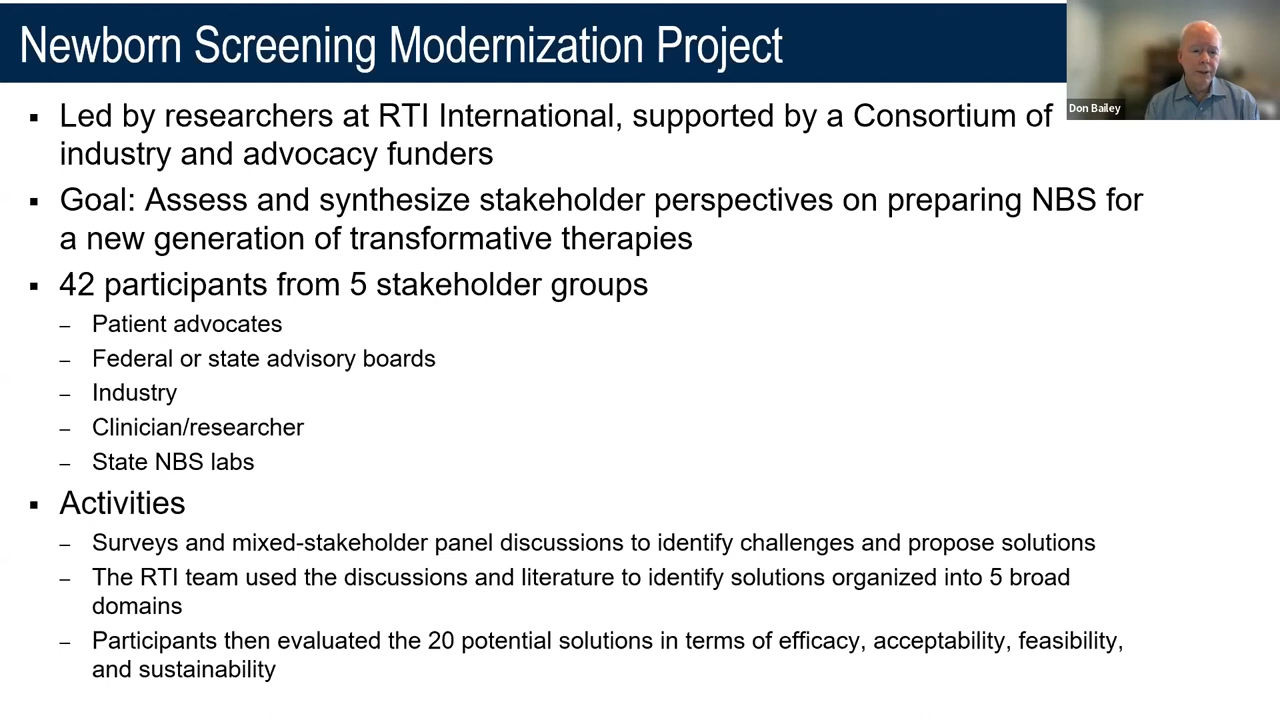 Newborn Screening Modernization Project
Don Bailey
▪ Led by researchers at RTI International, supported by a Consortium of
industry and advocacy funders
▪ Goal: Assess and synthesize stakeholder perspectives on preparing NBS for
a new generation of transformative therapies
▪ 42 participants from 5 stakeholder groups
– Patient advocates
– Federal or state advisory boards
– Industry
– Clinician/researcher
– State NBS labs
▪ Activities
– Surveys and mixed-stakeholder panel discussions to identify challenges and propose solutions
– The RTI team used the discussions and literature to identify solutions organized into 5 broad
domains
– Participants then evaluated the 20 potential solutions in terms of efficacy, acceptability, feasibility,
and sustainability